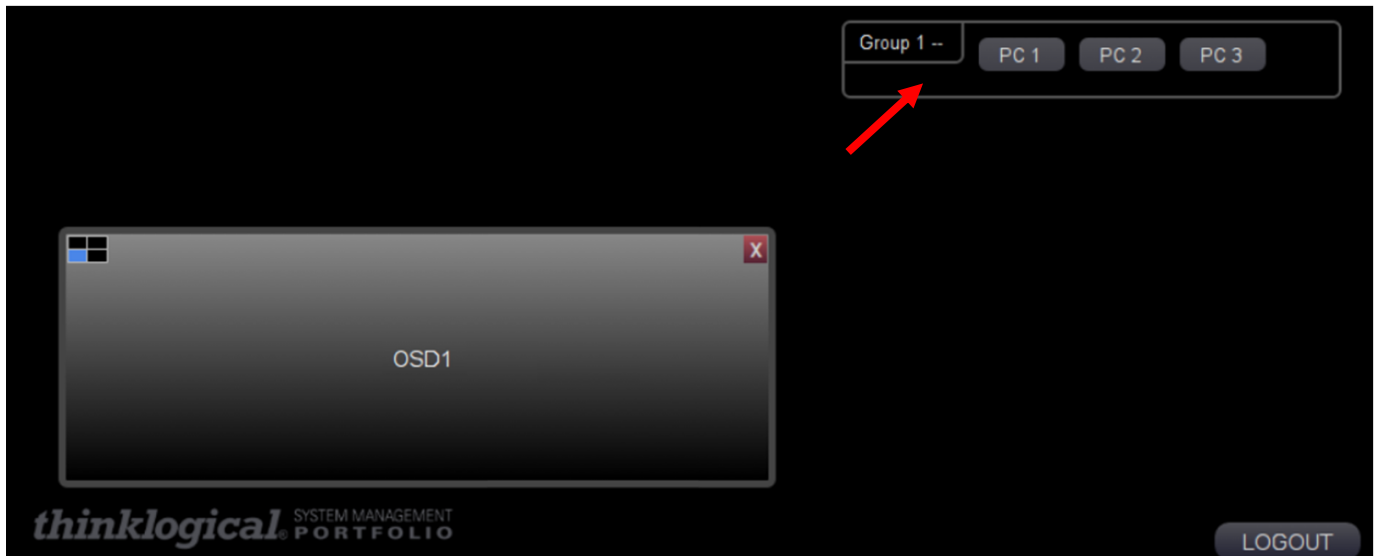 Group 1 --
PC 1 PC 2 PC 3
X
OSD1
thinklogical® SYSTEM MANAGEMENT
PORTFOLIO
LOGOUT